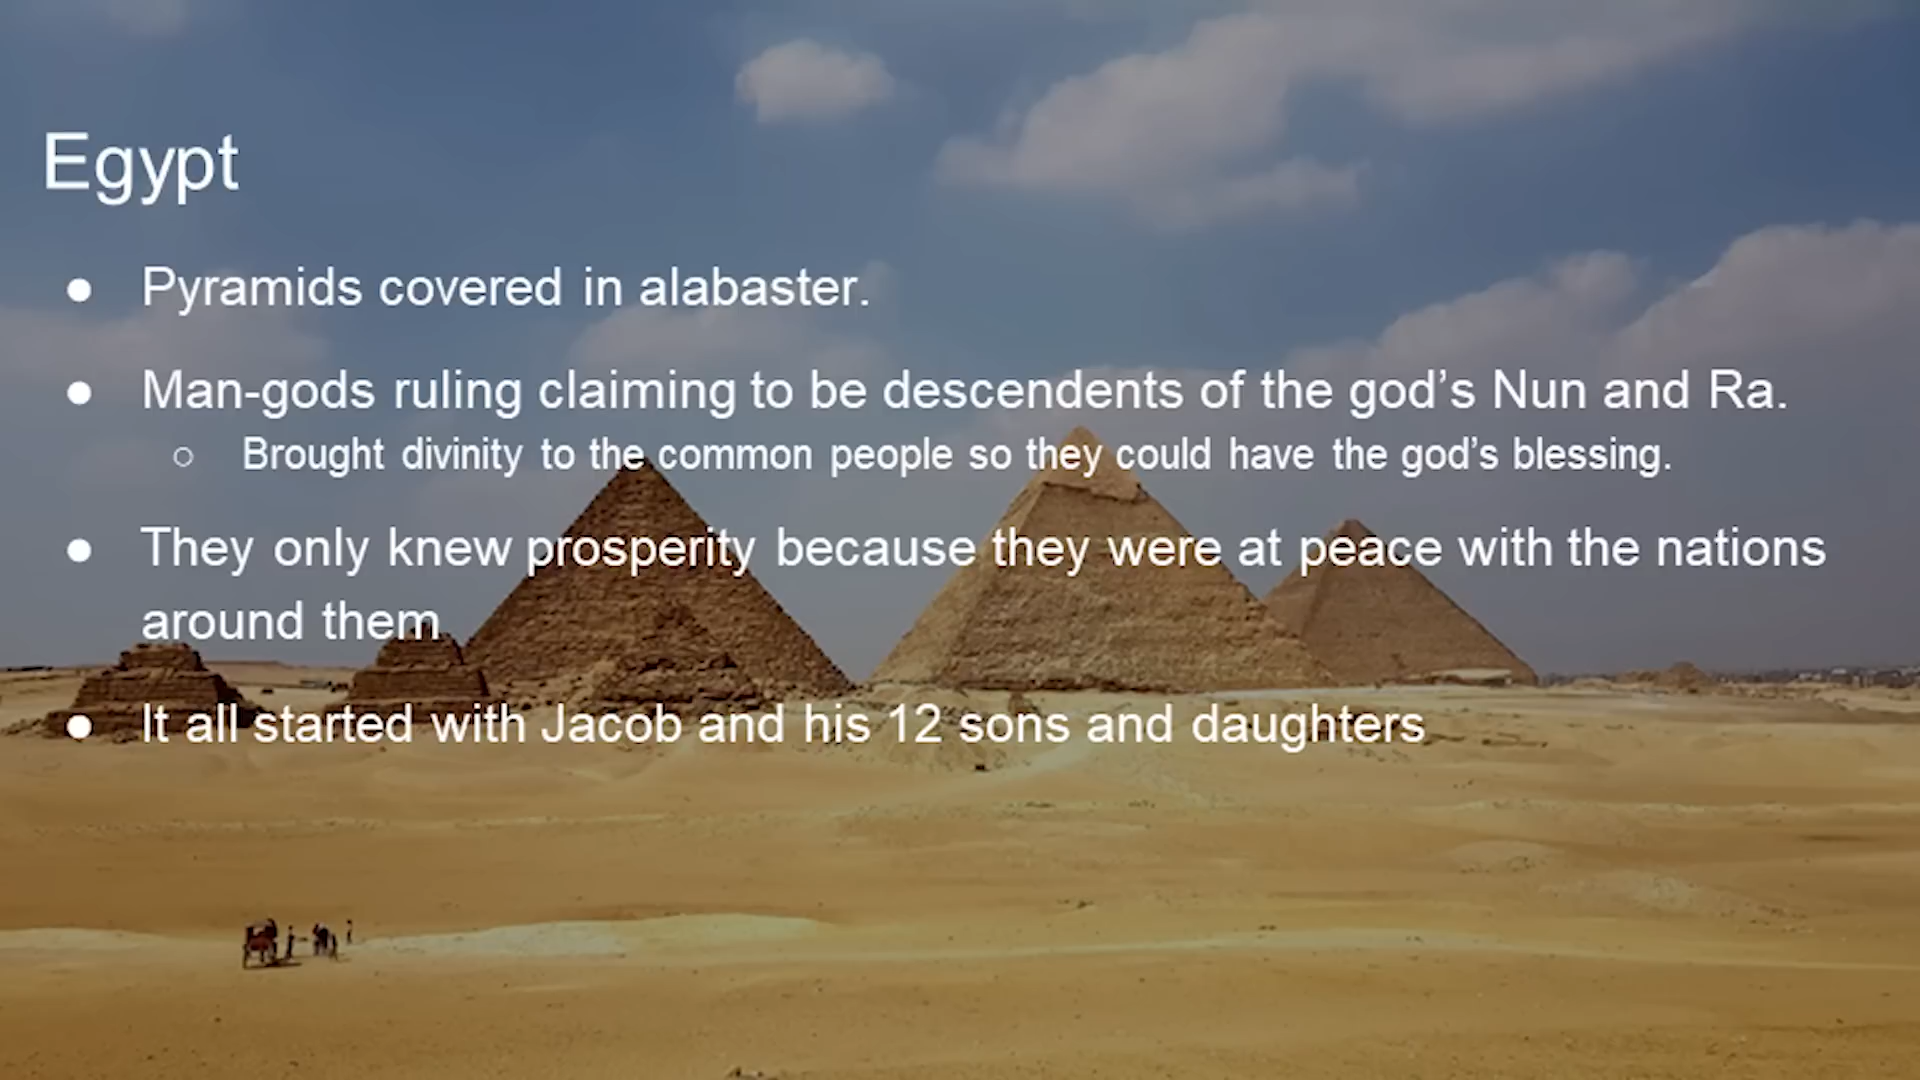 Egypt
● Pyramids covered in alabaster.
● Man-gods ruling claiming to be descendents of the god’s Nun and Ra.
○ Brought divinity to the common people so they could have the god’s blessing.
● They only knew prosperity because they were at peace with the nations
around them
● It all started with Jacob and his 12 sons and daughters